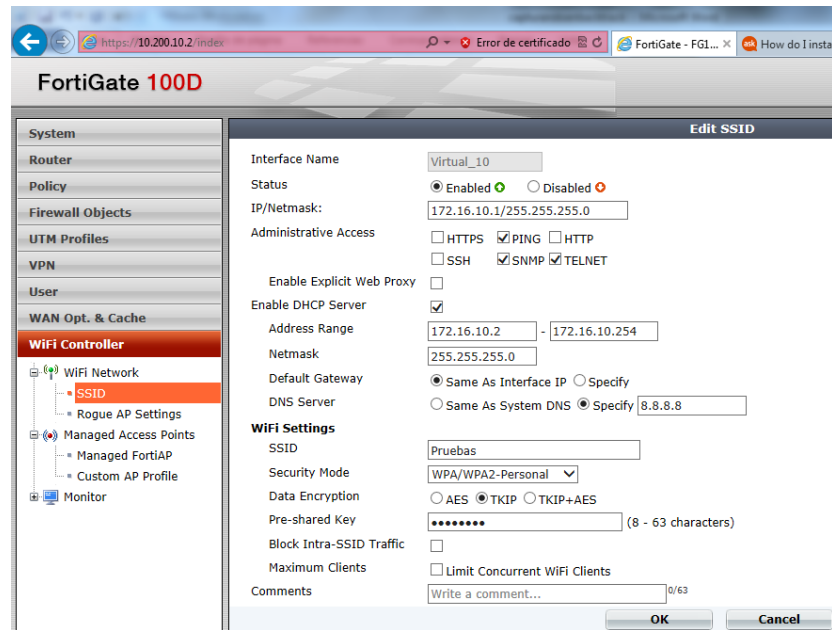 https://10.200.10.2/index
Error de certificado
FortiGate - FG1...
How do I insta
FortiGate 100D
System
Router
Policy
Firewall Objects
UTM Profiles
VPN
User
WAN Opt. & Cache
WiFi Controller
WiFi Network
SSID
Rogue AP Settings
Managed Access Points
Managed FortiAP
Custom AP Profile
Monitor
Edit SSID
Interface Name Virtual_10
Status Enabled Disabled
IP/Netmask: 172.16.10.1/255.255.255.0
Administrative Access HTTPS PING HTTP
SSH SNMP TELNET
Enable Explicit Web Proxy
Enable DHCP Server
Address Range 172.16.10.2 - 172.16.10.254
Netmask 255.255.255.0
Default Gateway Same As Interface IP Specify
DNS Server Same As System DNS Specify 8.8.8.8
WiFi Settings
SSID Pruebas
Security Mode WPA/WPA2-Personal
Data Encryption AES TKIP TKIP+AES
Pre-shared Key •••••••• (8 - 63 characters)
Block Intra-SSID Traffic
Maximum Clients Limit Concurrent WiFi Clients
Comments Write a comment... 0/63
OK Cancel